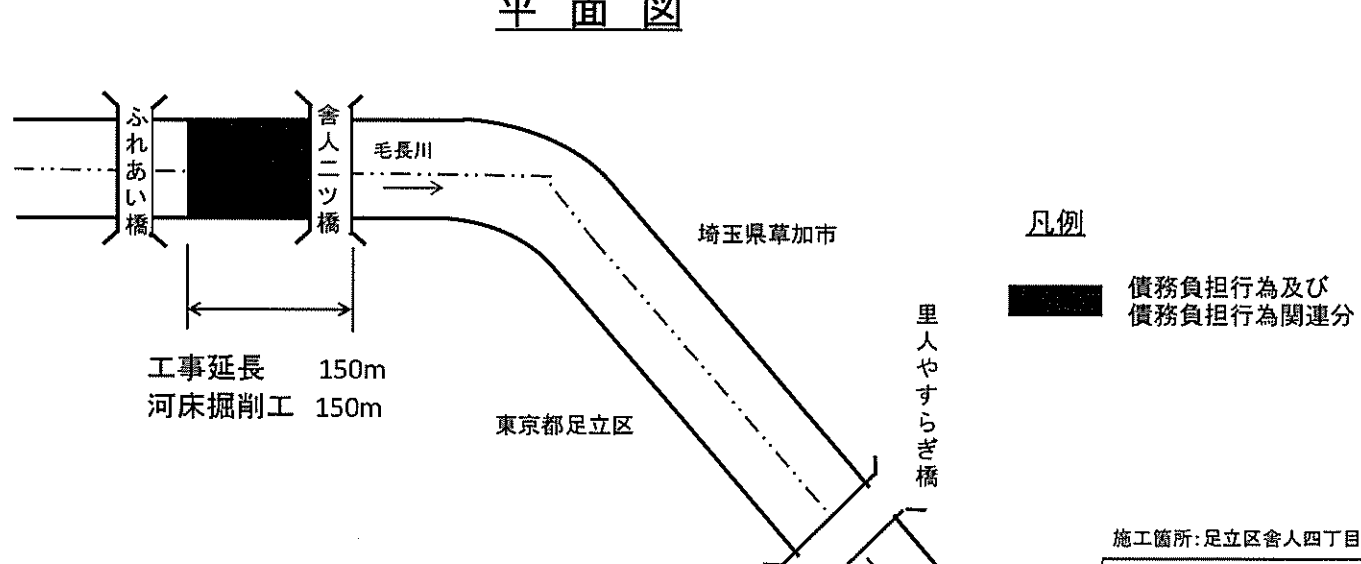 平面図
ふれあい橋
舎人二ツ橋
毛長川
埼玉県草加市
凡例
債務負担行為及び
債務負担行為関連分
里人やすらぎ橋
工事延長 150m
河床掘削工 150m
東京都足立区
施工箇所:足立区舎人四丁目